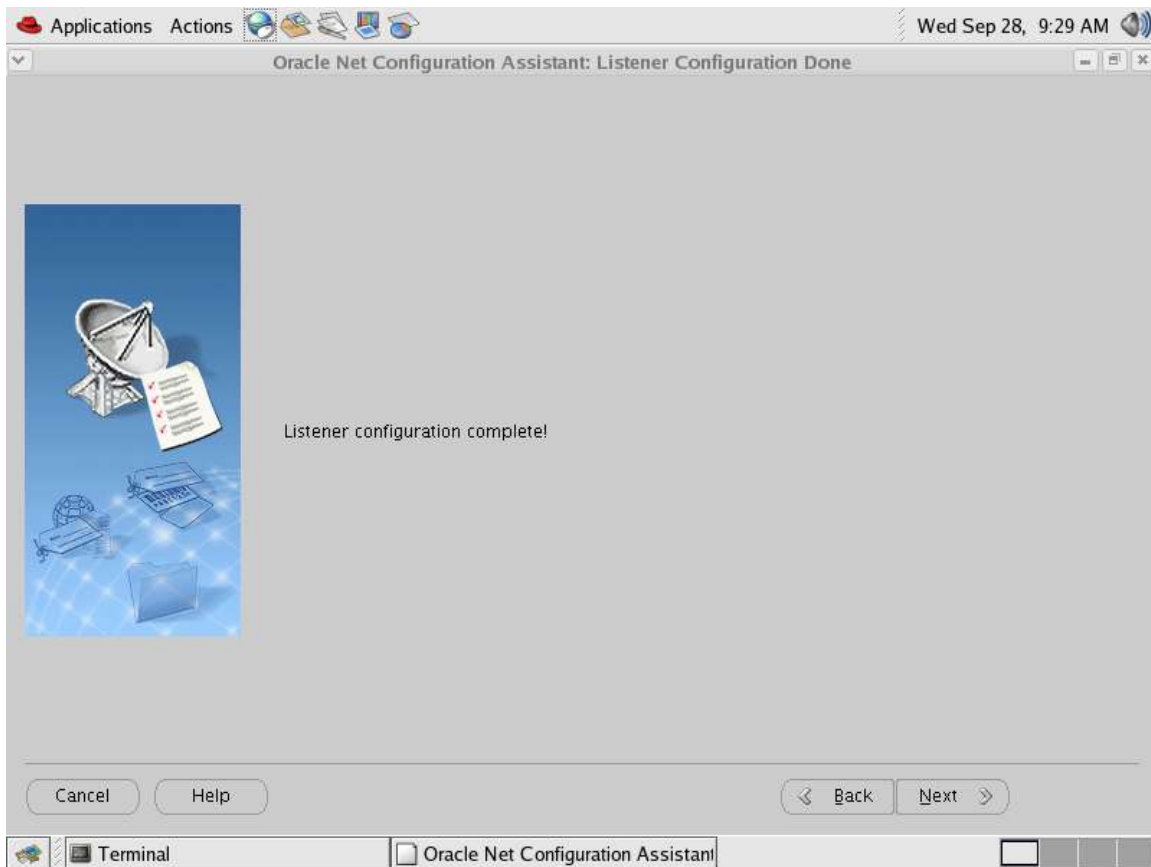 Applications Actions Wed Sep 28, 9:29 AM
Oracle Net Configuration Assistant: Listener Configuration Done
Listener configuration complete!
Cancel Help Back Next
Terminal Oracle Net Configuration Assistant